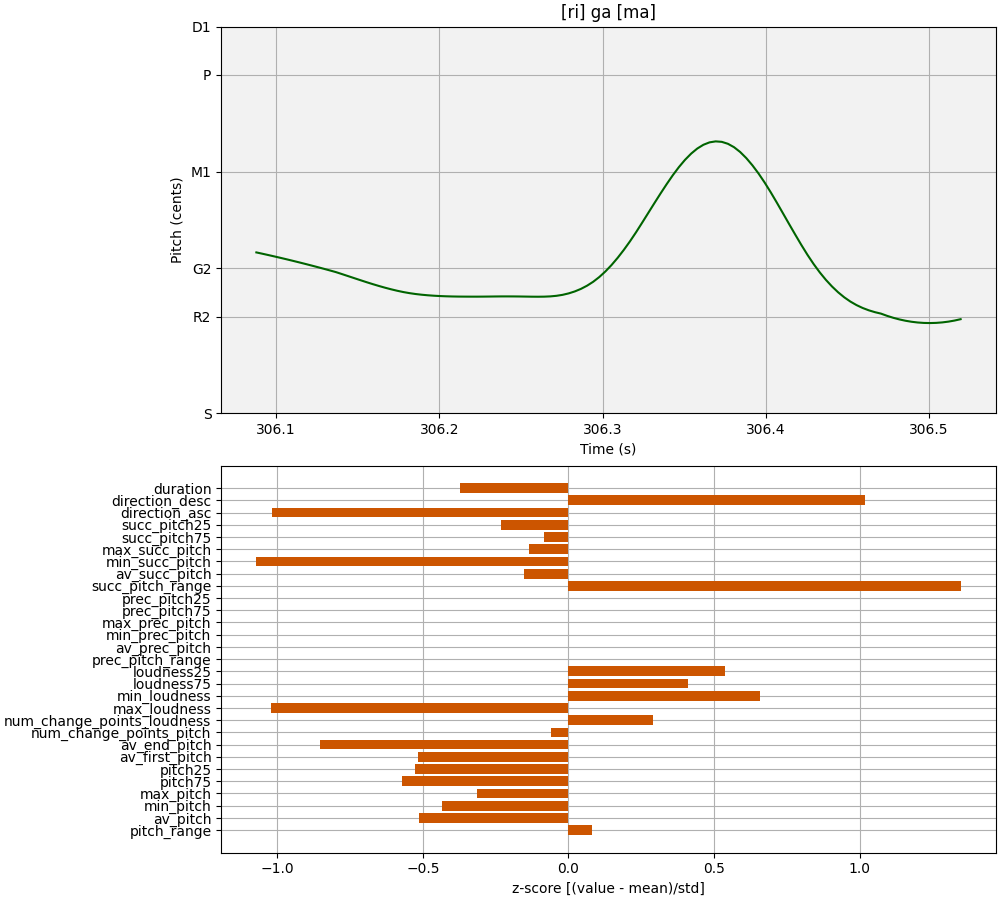 [ri] ga [ma]
D1
P
M1
G2
R2
S
Pitch (cents)
306.1 306.2 306.3 306.4 306.5
Time (s)
duration
direction_desc
direction_asc
succ_pitch25
succ_pitch75
max_succ_pitch
min_succ_pitch
av_succ_pitch
succ_pitch_range
prec_pitch25
prec_pitch75
max_prec_pitch
min_prec_pitch
av_prec_pitch
prec_pitch_range
loudness25
loudness75
min_loudness
max_loudness
num_change_points_loudness
num_change_points_pitch
av_end_pitch
av_first_pitch
pitch25
pitch75
max_pitch
min_pitch
av_pitch
pitch_range
−1.0 −0.5 0.0 0.5 1.0
z-score [(value - mean)/std]